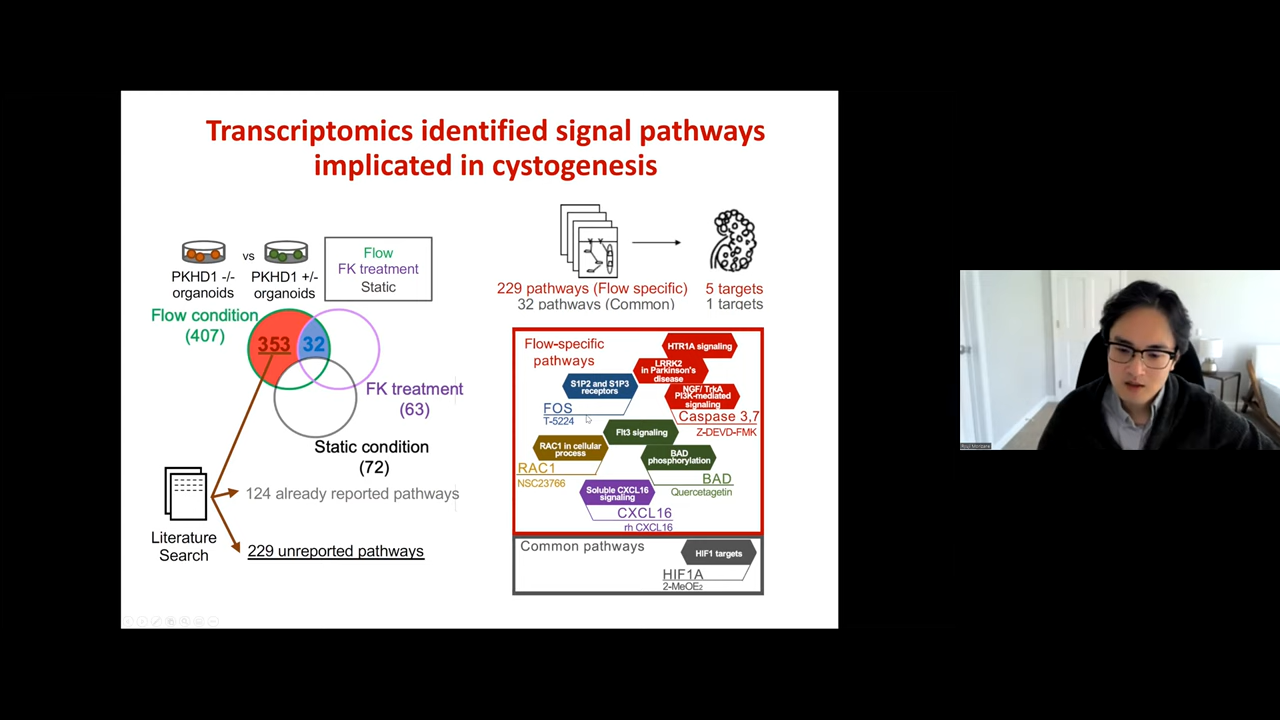 Transcriptomics identified signal pathways
implicated in cystogenesis
PKHD1 -/-
organoids
vs
PKHD1 +/-
organoids
Flow
FK treatment
Static
Flow condition
(407)
353
32
FK treatment
(63)
Static condition
(72)
Literature
Search
124 already reported pathways
229 unreported pathways
229 pathways (Flow specific)
32 pathways (Common)
5 targets
1 targets
Flow-specific
pathways
HTR1A signaling
LRRK2
in Parkinson's
disease
S1P2 and S1P3
receptors
FOS
T-5224
NGF/ TrkA
PI3K-mediated
signaling
Caspase 3,7
Z-DEVD-FMK
Flt3 signaling
RAC1 in cellular
process
RAC1
NSC23766
BAD
phosphorylation
BAD
Quercetagetin
Soluble CXCL16
signaling
CXCL16
rh CXCL16
Common pathways
HIF1 targets
HIF1A
2-MeOE₂